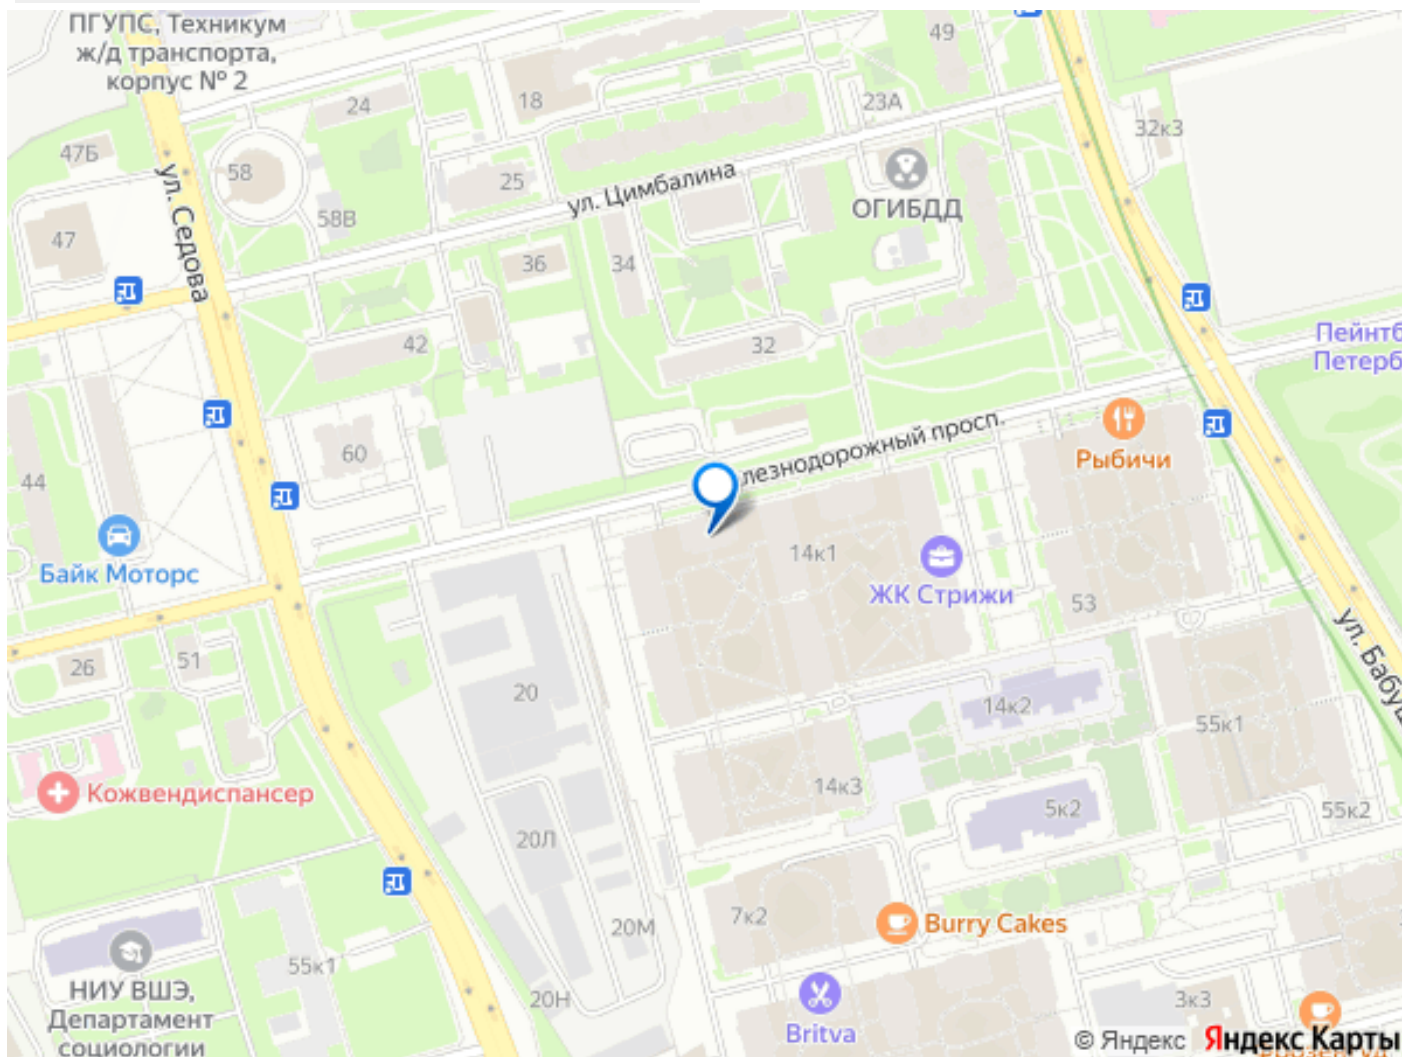 ПГУПС, Техникум
ж/д транспорта,
корпус № 2
49
24
18
23А
32к3
47Б
58
25
ул. Цимбалина
ОГИБДД
58В
47
ул. Седова
36
34
42
32
Пейнтб
Петерб
60
лезнодорожный просп.
Рыбичи
44
Байк Моторс
14к1
ЖК Стрижи
53
ул. Бабуш
26
51
20
14к2
55к1
Кожвендиспансер
14к3
5к2
55к2
20Л
7к2
Burry Cakes
20М
55к1
НИУ ВШЭ,
Департамент
социологии
20Н
Britva
3к3
© Яндекс Яндекс Карты